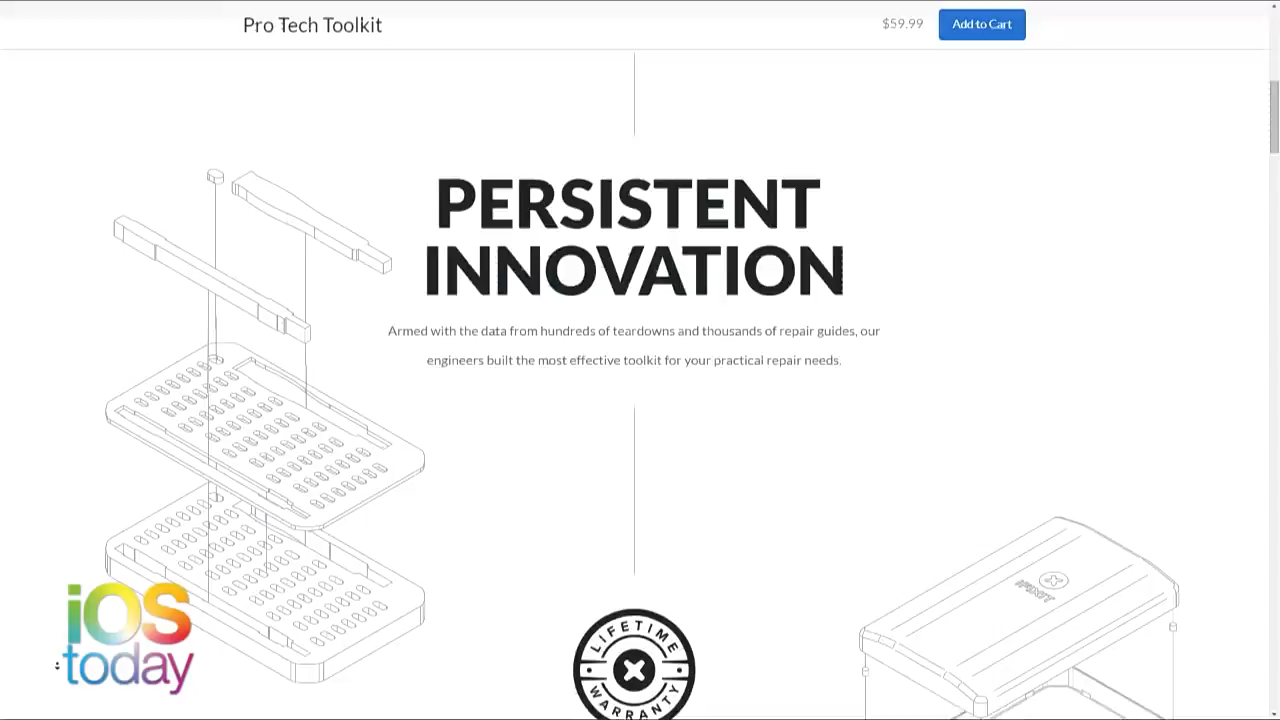 Pro Tech Toolkit
$59.99
Add to Cart
PERSISTENT
INNOVATION
Armed with the data from hundreds of teardowns and thousands of repair guides, our
engineers built the most effective toolkit for your practical repair needs.
iOS
today
LIFETIME
WARRANTY
IFIXIT